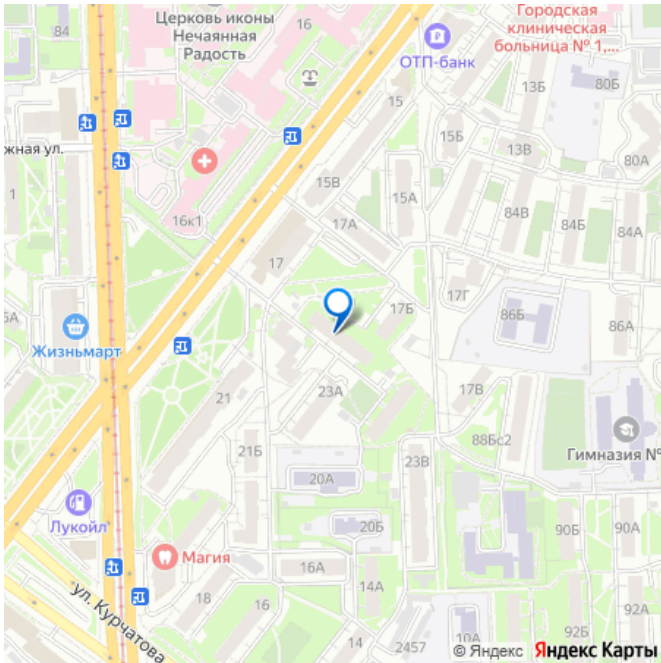 84
Церковь иконы
Нечаянная
Радость
16
Городская
клиническая
больница № 1,...
ОТП-банк
13Б
80Б
15
15Б
13В
80А
жная ул.
1
16к1
15В
15А
17А
84В
84Б
84А
17
17Г
17Б
86Б
86А
5А
Жизньмарт
21
23А
17В
88Бс2
Гимназия №
21Б
23В
20А
20Б
Лукойл
90Б
90А
Магия
16А
14А
18
16
ул. Курчатова
14
2457
10А
92Б
92А
© Яндекс Яндекс Карты